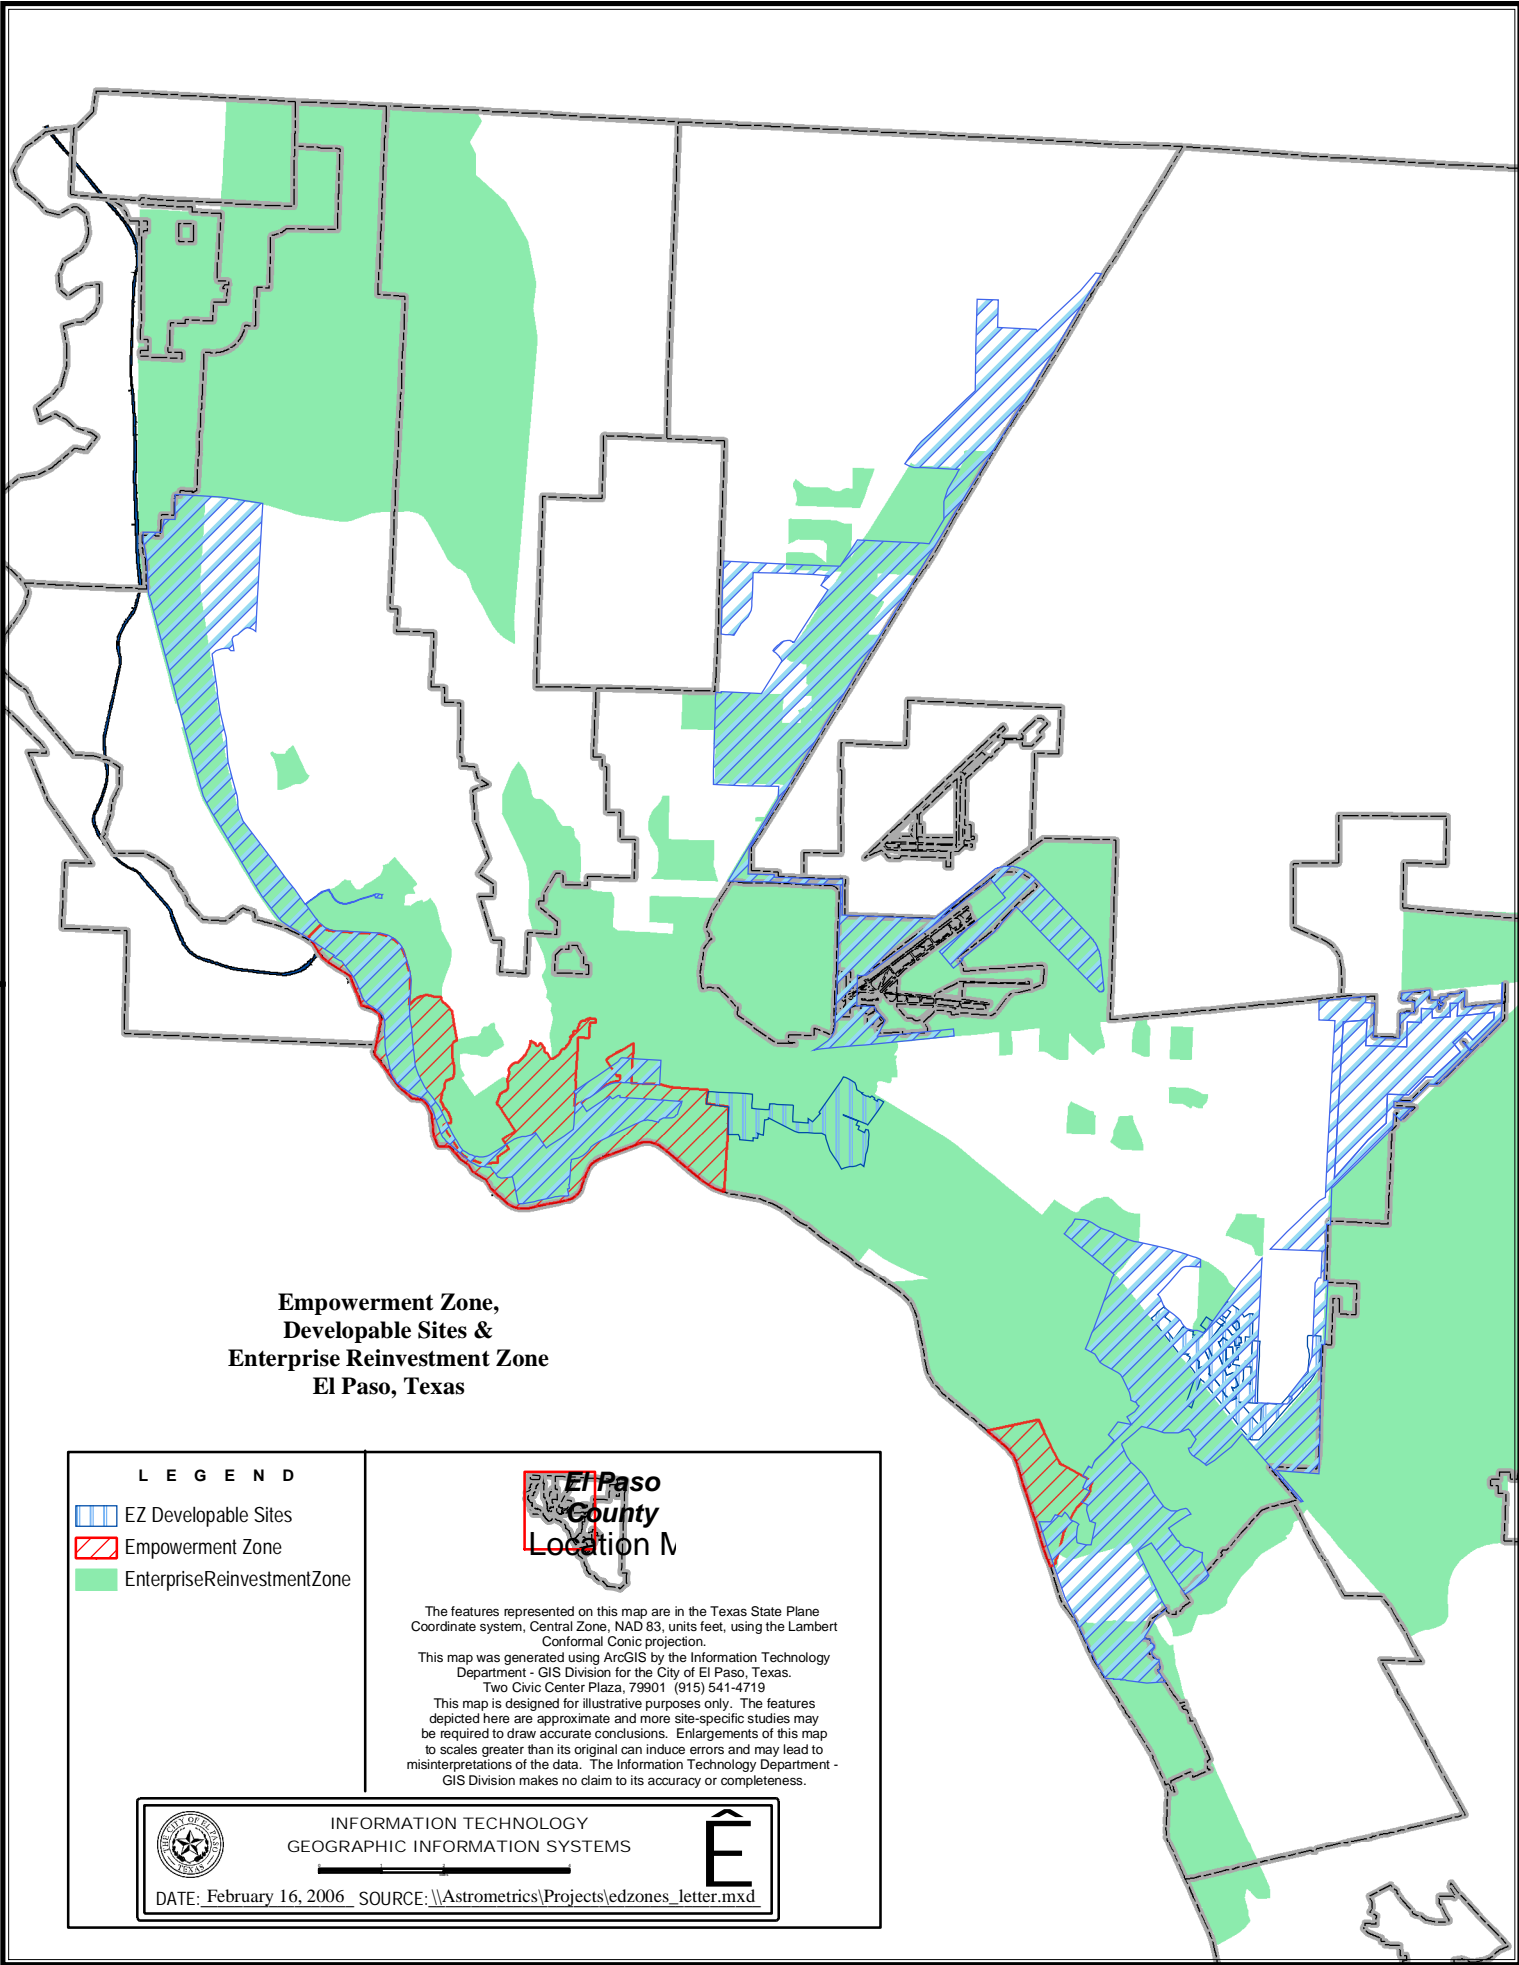 Empowerment Zone,
Developable Sites &
Enterprise Reinvestment Zone
El Paso, Texas
L E G E N D
EZ Developable Sites
Empowerment Zone
EnterpriseReinvestmentZone
El Paso
County
Location M
The features represented on this map are in the Texas State Plane
Coordinate system, Central Zone, NAD 83, units feet, using the Lambert
Conformal Conic projection.
This map was generated using ArcGIS by the Information Technology
Department - GIS Division for the City of El Paso, Texas.
Two Civic Center Plaza, 79901 (915) 541-4719
This map is designed for illustrative purposes only. The features
depicted here are approximate and more site-specific studies may
be required to draw accurate conclusions. Enlargements of this map
to scales greater than its original can induce errors and may lead to
misinterpretations of the data. The Information Technology Department -
GIS Division makes no claim to its accuracy or completeness.
THE CITY OF EL PASO
TEXAS
INFORMATION TECHNOLOGY
GEOGRAPHIC INFORMATION SYSTEMS
Ê
DATE: February 16, 2006 SOURCE: \\Astrometrics\Projects\edzones_letter.mxd